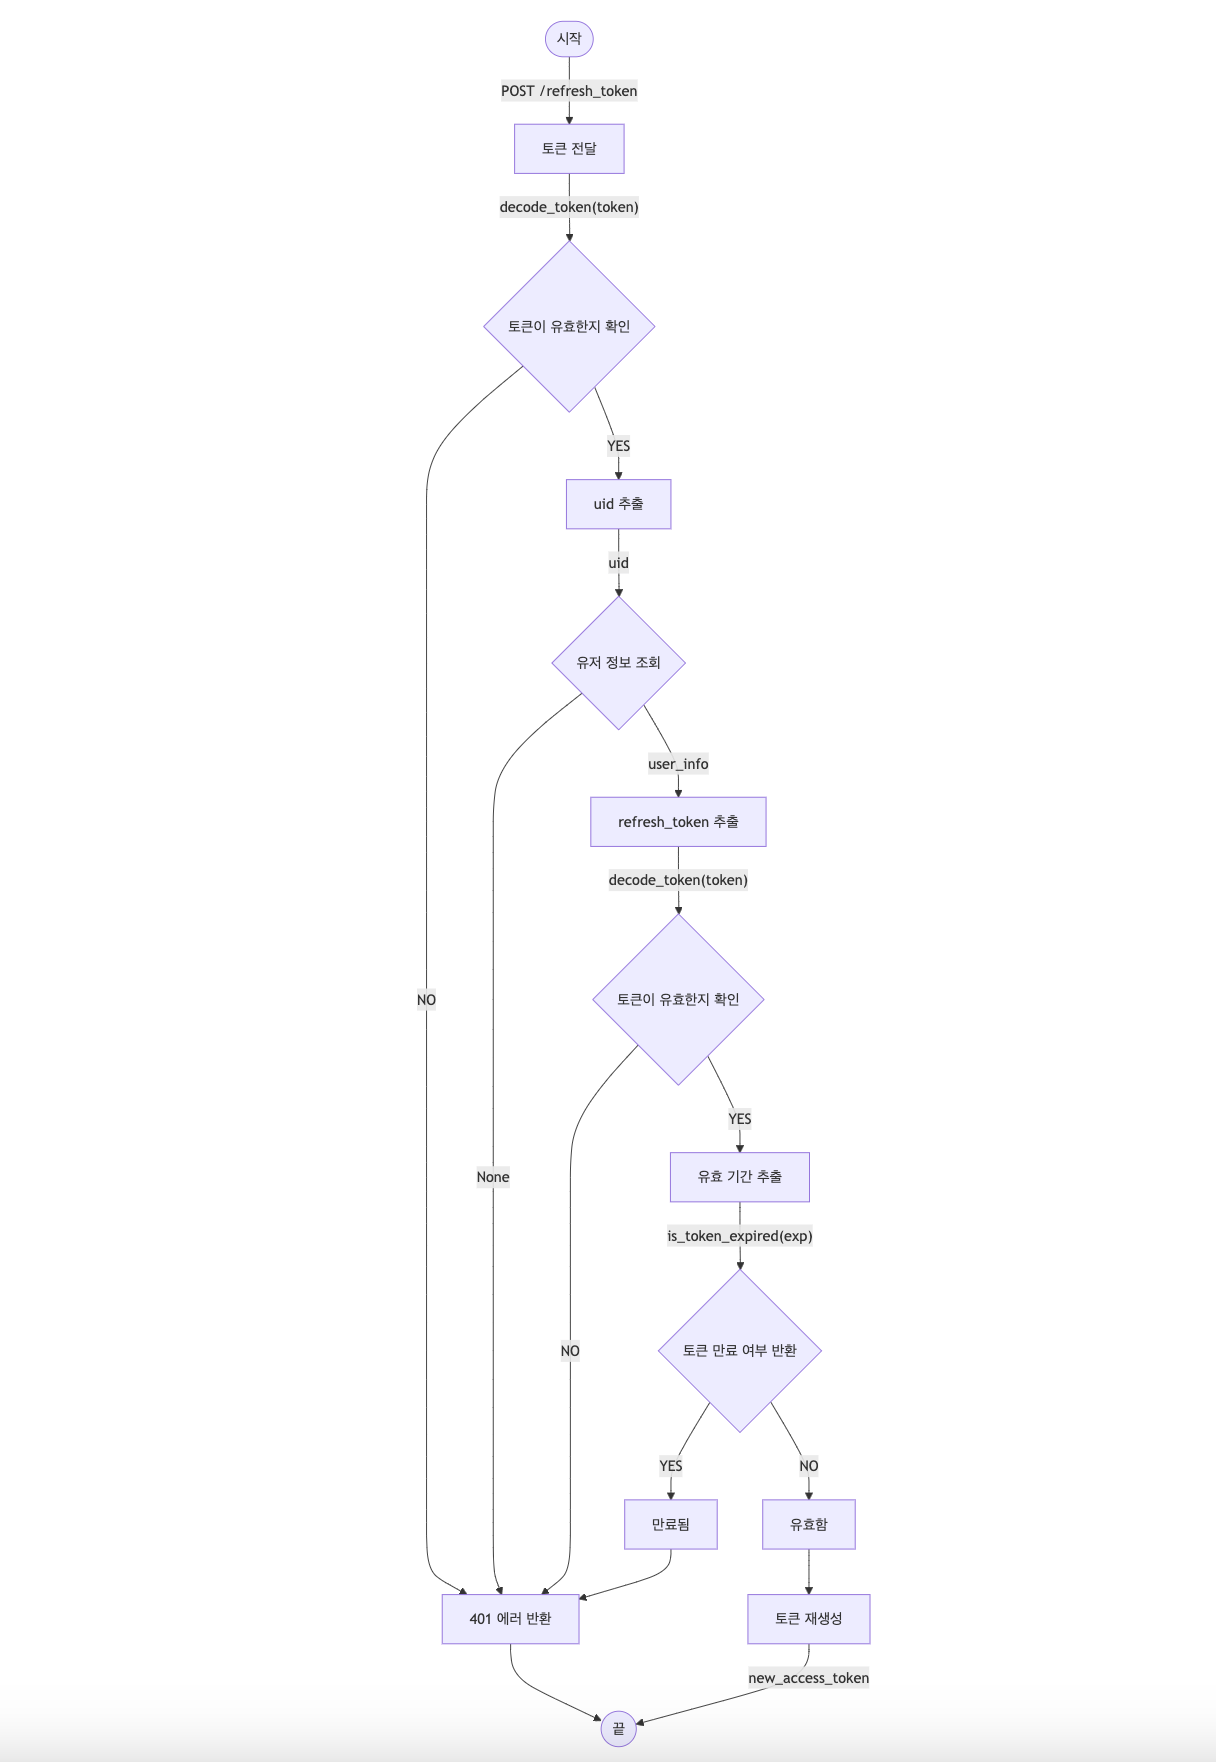 시작
POST /refresh_token
토큰 전달
decode_token(token)
토큰이 유효한지 확인
YES
uid 추출
uid
유저 정보 조회
user_info
refresh_token 추출
decode_token(token)
토큰이 유효한지 확인
NO
YES
None
유효 기간 추출
is_token_expired(exp)
토큰 만료 여부 반환
NO
YES
NO
만료됨
유효함
401 에러 반환
토큰 재생성
new_access_token
끝